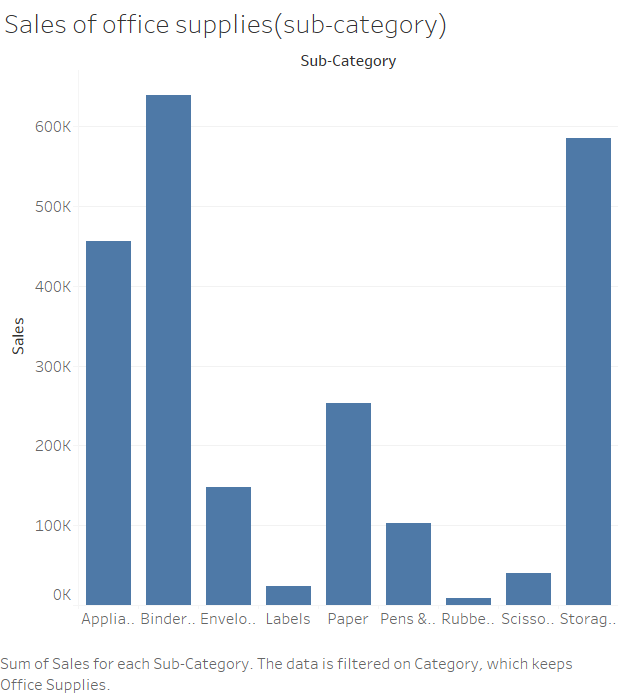 Sales of office supplies(sub-category)
Sub-Category
600K
500K
400K
300K
200K
100K
0K
Sales
Applia.. Binder.. Envelo.. Labels Paper Pens &.. Rubbe.. Scisso.. Storag..
Sum of Sales for each Sub-Category. The data is filtered on Category, which keeps
Office Supplies.